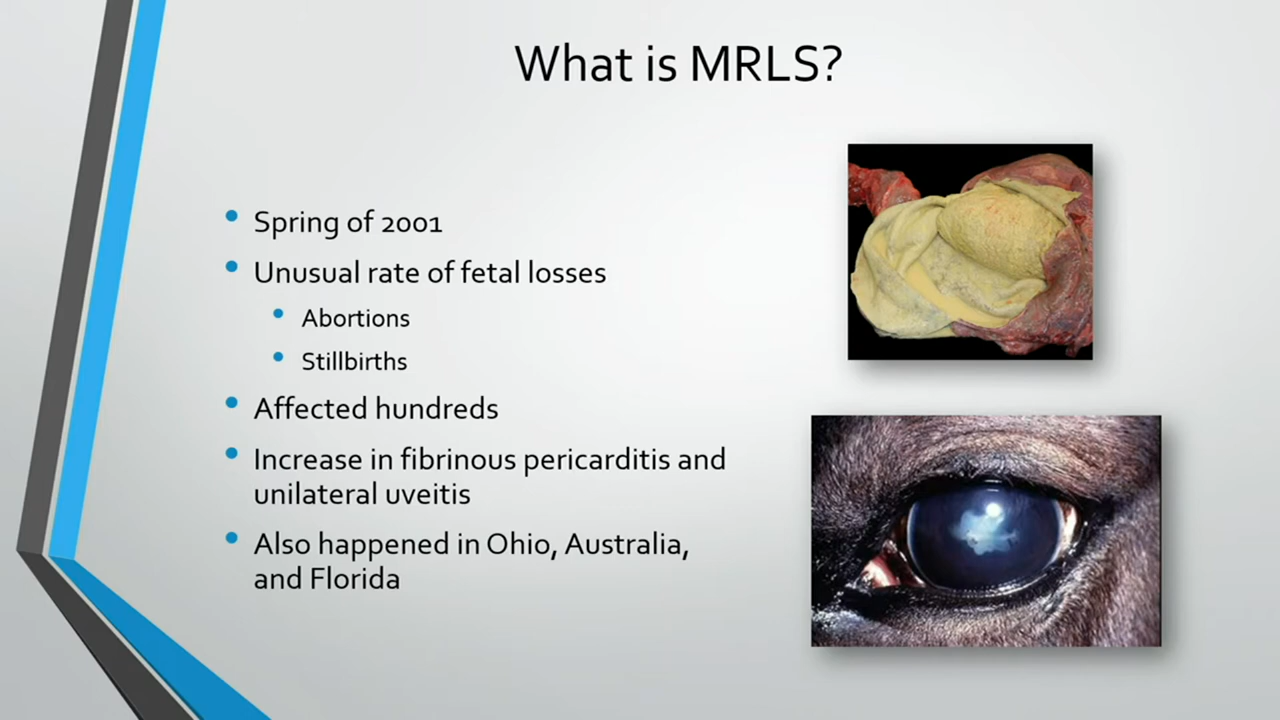 What is MRLS?
Spring of 2001
Unusual rate of fetal losses
Abortions
Stillbirths
Affected hundreds
Increase in fibrinous pericarditis and
unilateral uveitis
Also happened in Ohio, Australia,
and Florida